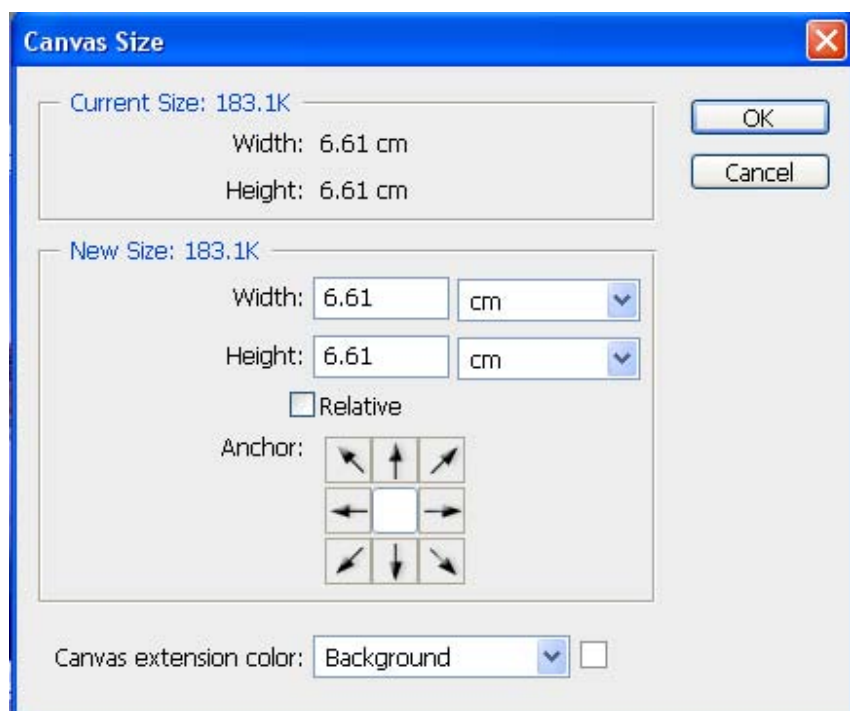 Canvas Size
Current Size: 183.1K
Width: 6.61 cm
Height: 6.61 cm
OK
Cancel
New Size: 183.1K
Width: 6.61 cm
Height: 6.61 cm
Relative
Anchor:
Canvas extension color: Background